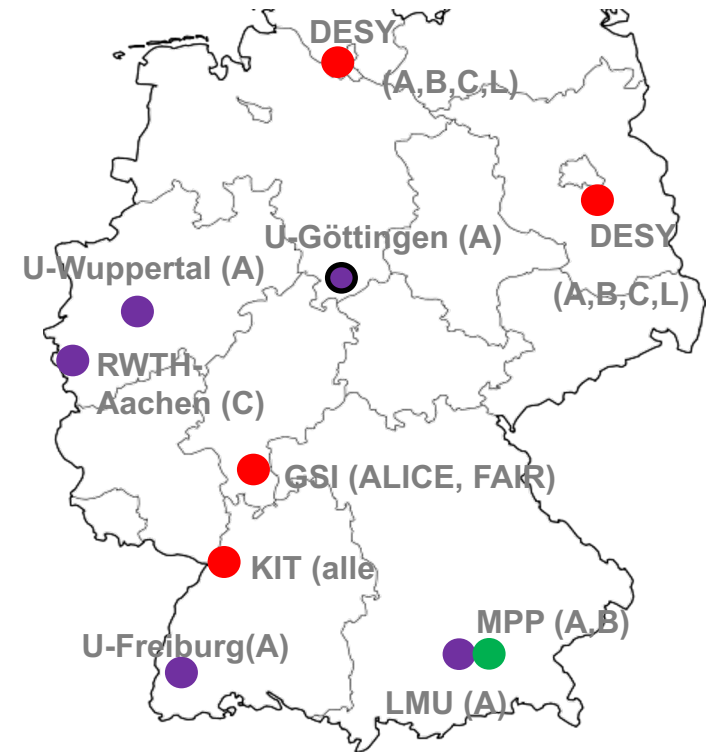 DESY
(A,B,C,L)
U-Göttingen (A)
DESY
(A,B,C,L)
U-Wuppertal (A)
RWTH-
Aachen (C)
GSI (ALICE, FAIR)
KIT (alle
MPP (A,B)
U-Freiburg(A)
LMU (A)